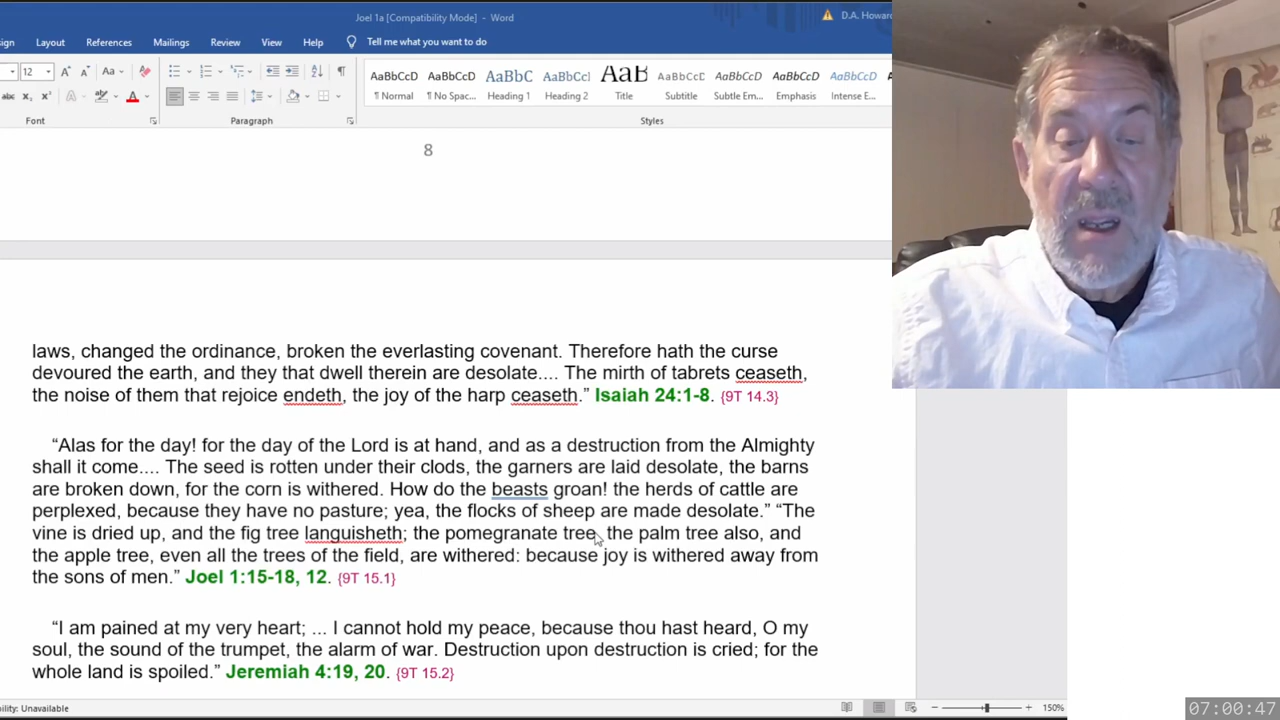 Joel 1a [Compatibility Mode] - Word
D.A. Howard
Layout References Mailings Review View Help Tell me what you want to do
12 Aa
AaBbCcD AaBbCcD AaBbC AaBbCcl AaB AaBbCcD AaBbCcD AaBbCcD AaBbCcD
¶ Normal ¶ No Spac... Heading 1 Heading 2 Title Subtitle Subtle Em... Emphasis Intense E...
Font Paragraph Styles
8
laws, changed the ordinance, broken the everlasting covenant. Therefore hath the curse
devoured the earth, and they that dwell therein are desolate.... The mirth of tabrets ceaseth,
the noise of them that rejoice endeth, the joy of the harp ceaseth.” Isaiah 24:1-8. {9T 14.3}
“Alas for the day! for the day of the Lord is at hand, and as a destruction from the Almighty
shall it come.... The seed is rotten under their clods, the garners are laid desolate, the barns
are broken down, for the corn is withered. How do the beasts groan! the herds of cattle are
perplexed, because they have no pasture; yea, the flocks of sheep are made desolate.” “The
vine is dried up, and the fig tree languisheth; the pomegranate tree, the palm tree also, and
the apple tree, even all the trees of the field, are withered: because joy is withered away from
the sons of men.” Joel 1:15-18, 12. {9T 15.1}
“I am pained at my very heart; ... I cannot hold my peace, because thou hast heard, O my
soul, the sound of the trumpet, the alarm of war. Destruction upon destruction is cried; for the
whole land is spoiled.” Jeremiah 4:19, 20. {9T 15.2}
bility: Unavailable
150%
07:00:47